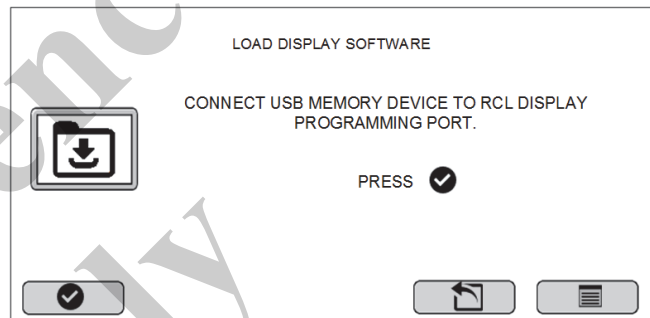 LOAD DISPLAY SOFTWARE
CONNECT USB MEMORY DEVICE TO RCL DISPLAY
PROGRAMMING PORT.
PRESS